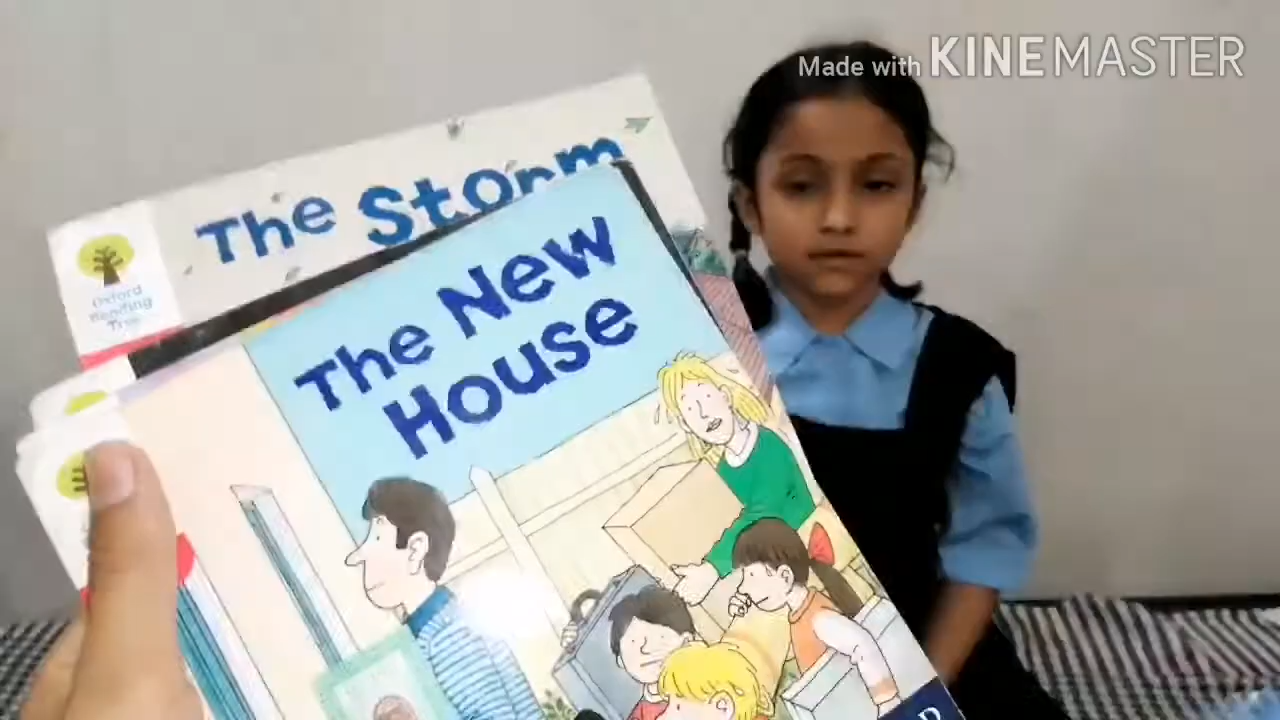 Made with KINEMASTER
The Storm
Oxford
Reading
Tree
The New
House